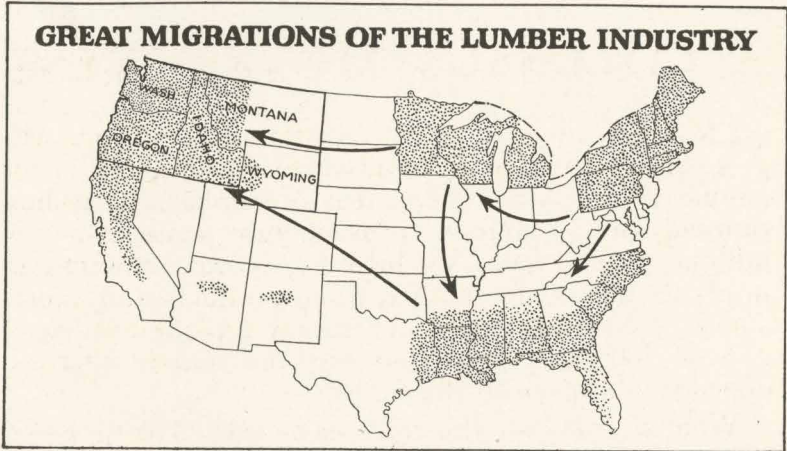 GREAT MIGRATIONS OF THE LUMBER INDUSTRY
WASH
MONTANA
IDAHO
OREGON
WYOMING